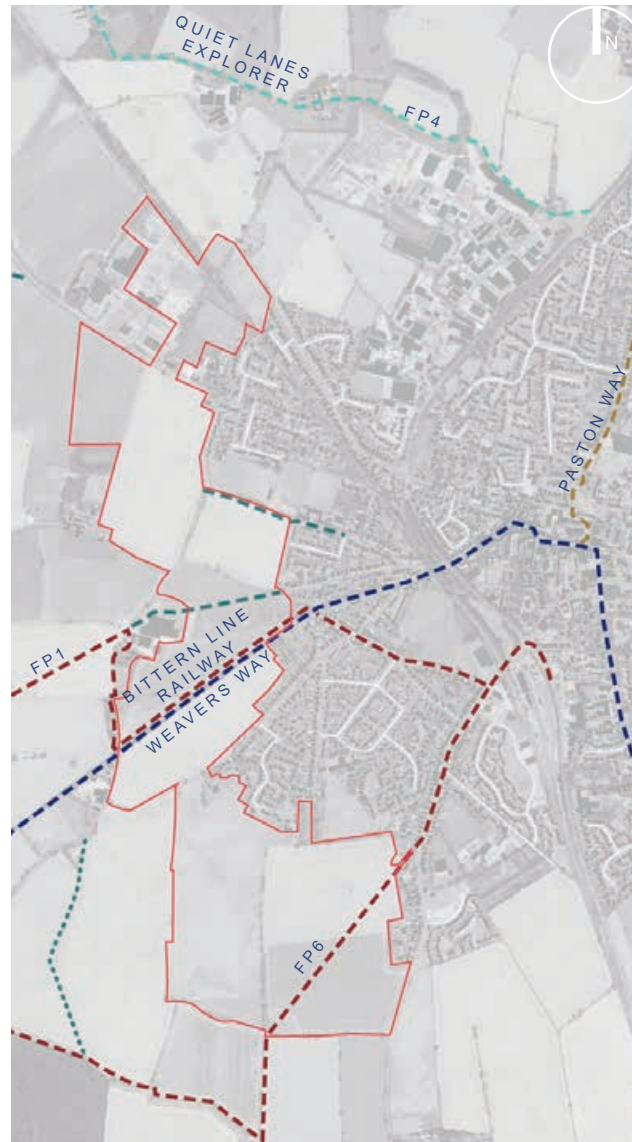 QUIET LANES
EXPLORER
N
FP4
PASTON WAY
FP1
BITTERN LINE
RAILWAY
WEAVERS WAY
FP6